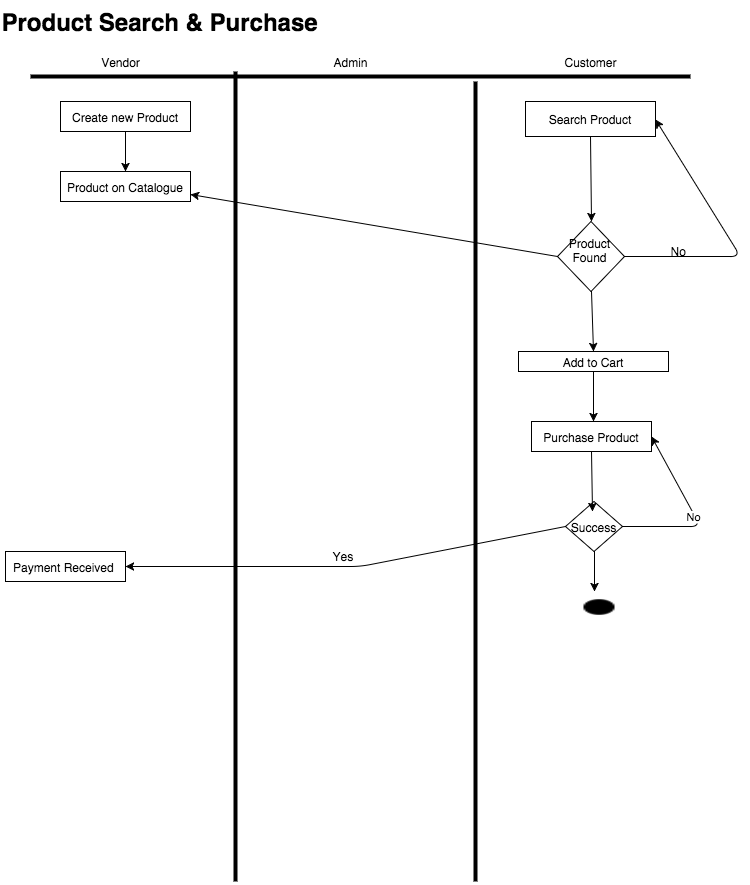 Product Search & Purchase
Vendor
Admin
Customer
Create new Product
Search Product
Product on Catalogue
Product
Found
No
Add to Cart
Purchase Product
No
Success
Yes
Payment Received